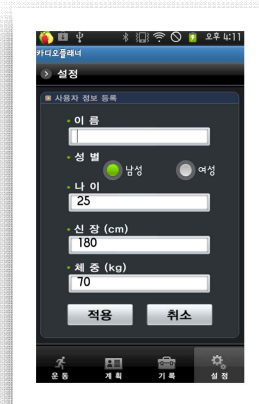 오후 4:11
카디오플래너
설정
사용자 정보 등록
이 름
성 별
남성 여성
나 이
25
신 장 (cm)
180
체 중 (kg)
70
적용 취소
운 동 계 획 기 록 설 정